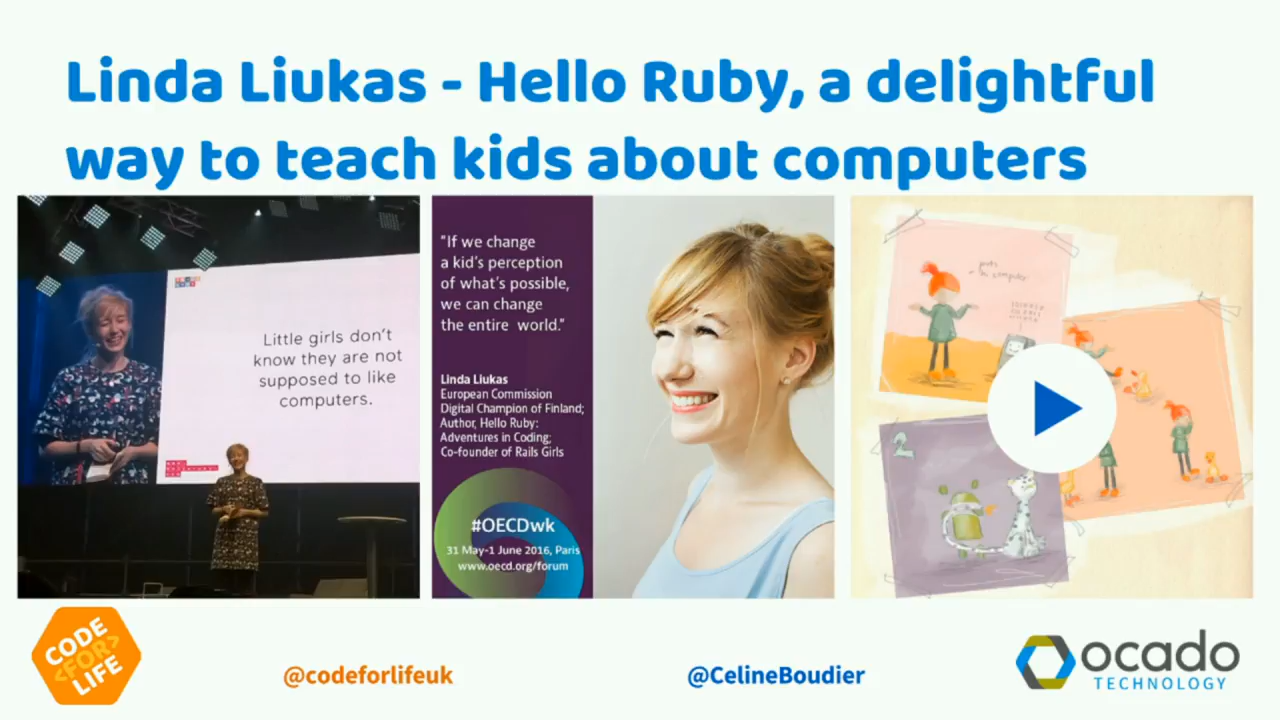 Linda Liukas - Hello Ruby, a delightful
way to teach kids about computers
Little girls don't
know they are not
supposed to like
computers.
"If we change
a kid's perception
of what's possible,
we can change
the entire world."
Linda Liukas
European Commission
Digital Champion of Finland;
Author, Hello Ruby:
Adventures in Coding;
Co-founder of Rails Girls
#OECDwk
31 May-1 June 2016, Paris
www.oecd.org/forum
2
CODE
<FOR>
LIFE
@codeforlifeuk
@CelineBoudier
ocado
TECHNOLOGY